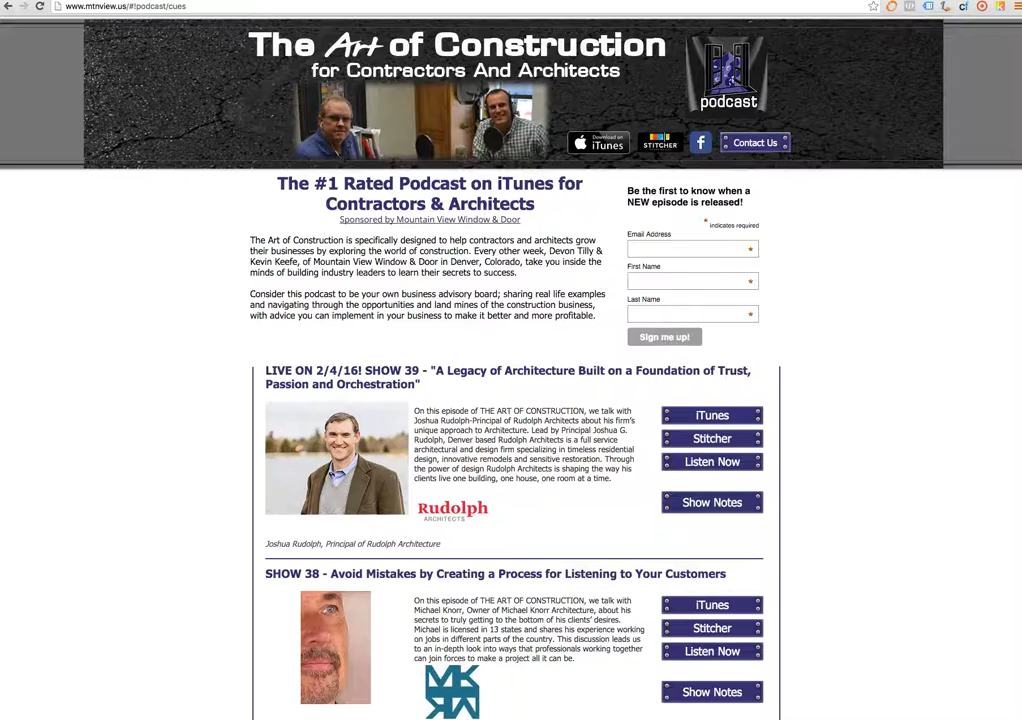 www.mtnview.us/#!podcast/cues
The Art of Construction
for Contractors And Architects
podcast
Download on
iTunes
STITCHER
f
Contact Us
The #1 Rated Podcast on iTunes for
Contractors & Architects
Sponsored by Mountain View Window & Door
The Art of Construction is specifically designed to help contractors and architects grow
their businesses by exploring the world of construction. Every other week, Devon Tilly &
Kevin Keefe, of Mountain View Window & Door in Denver, Colorado, take you inside the
minds of building industry leaders to learn their secrets to success.
Consider this podcast to be your own business advisory board; sharing real life examples
and navigating through the opportunities and land mines of the construction business,
with advice you can implement in your business to make it better and more profitable.
Be the first to know when a
NEW episode is released!
* indicates required
Email Address
*
First Name
*
Last Name
*
Sign me up!
LIVE ON 2/4/16! SHOW 39 - "A Legacy of Architecture Built on a Foundation of Trust,
Passion and Orchestration"
On this episode of THE ART OF CONSTRUCTION, we talk with
Joshua Rudolph-Principal of Rudolph Architects about his firm's
unique approach to Architecture. Lead by Principal Joshua G.
Rudolph, Denver based Rudolph Architects is a full service
architectural and design firm specializing in timeless residential
design, innovative remodels and sensitive restoration. Through
the power of design Rudolph Architects is shaping the way his
clients live one building, one house, one room at a time.
Rudolph
ARCHITECTS
iTunes
Stitcher
Listen Now
Show Notes
Joshua Rudolph, Principal of Rudolph Architecture
SHOW 38 - Avoid Mistakes by Creating a Process for Listening to Your Customers
On this episode of THE ART OF CONSTRUCTION, we talk with
Michael Knorr, Owner of Michael Knorr Architecture, about his
secrets to truly getting to the bottom of his clients' desires.
Michael is licensed in 13 states and shares his experience working
on jobs in different parts of the country. This discussion leads us
to an in-depth look into ways that professionals working together
can join forces to make a project all it can be.
iTunes
Stitcher
Listen Now
Show Notes